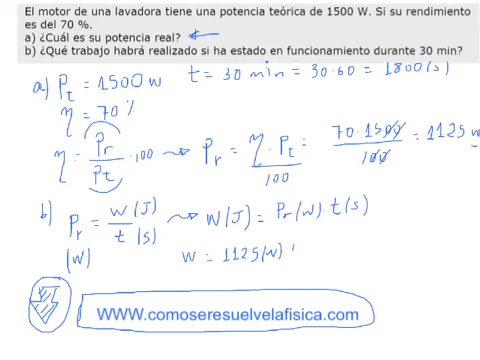 El motor de una lavadora tiene una potencia teórica de 1500 W. Si su rendimiento
es del 70 %.
a) ¿Cuál es su potencia real?
b) ¿Qué trabajo habrá realizado si ha estado en funcionamiento durante 30 min?
a) Pt = 1500 W t = 30 min = 30·60 = 1800 (s)
η = 70 %
η = Pr/Pt · 100 → Pr = η · Pt / 100 = 70 · 1500 / 100 = 1125 W
b) Pr = W(J) / t(s) → W(J) = Pr(W) · t(s)
(W) W = 1125(W) ·
WWW.comoseresuelvelafisica.com